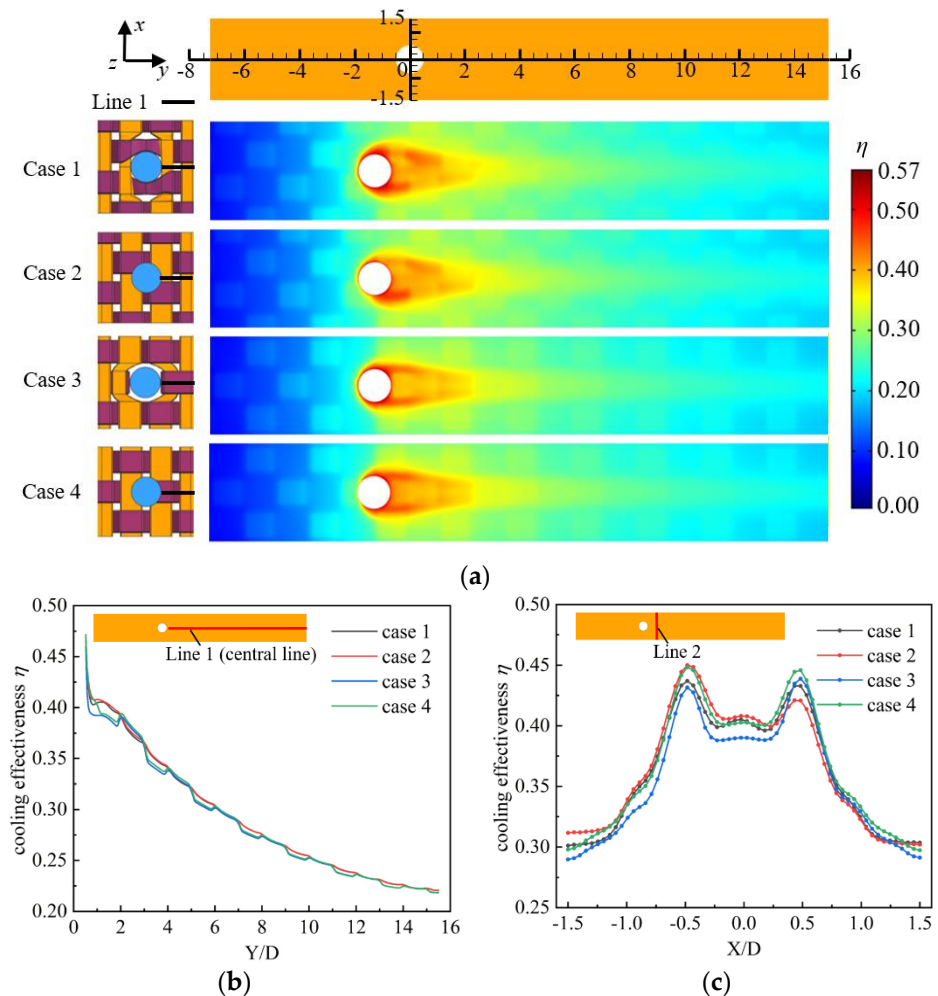 x
z
y
1.5
-8 -6 -4 -2 0 2 4 6 8 10 12 14 16
-1.5
Line 1
Case 1
Case 2
Case 3
Case 4
η
0.57
0.50
0.40
0.30
0.20
0.10
0.00
(a)
cooling effectiveness η
0.50
0.45
0.40
0.35
0.30
0.25
0.20
Line 1 (central line)
case 1
case 2
case 3
case 4
0 2 4 6 8 10 12 14 16
Y/D
(b)
cooling effectiveness η
0.50
0.45
0.40
0.35
0.30
0.25
Line 2
case 1
case 2
case 3
case 4
-1.5 -1.0 -0.5 0.0 0.5 1.0 1.5
X/D
(c)